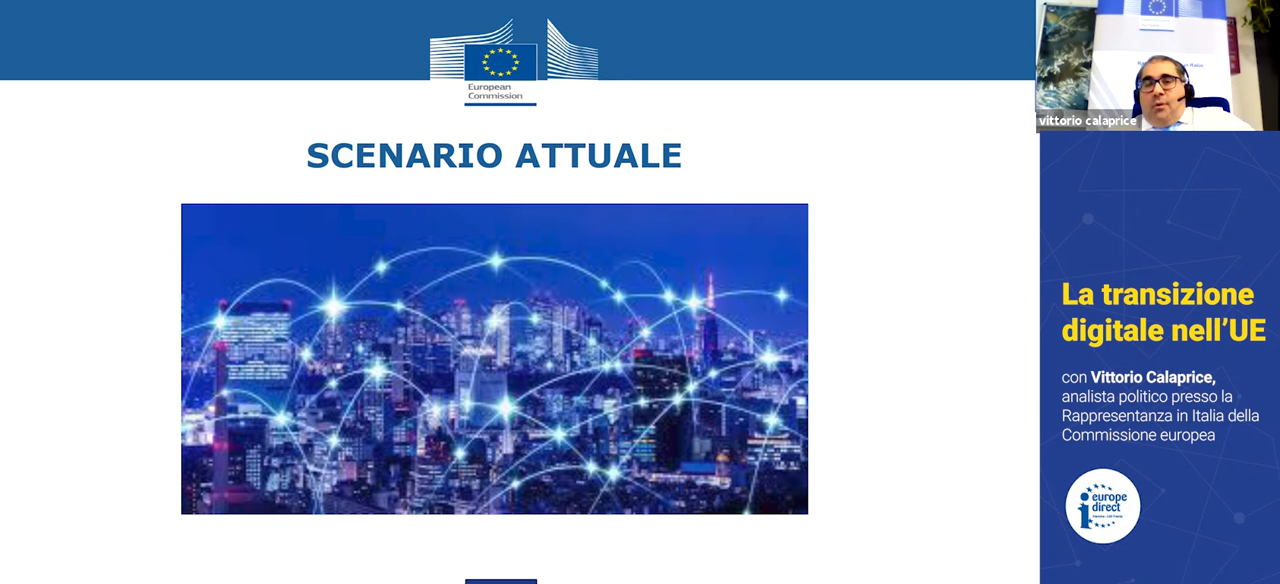 European
Commission
SCENARIO ATTUALE
vittorio calaprice
La transizione
digitale nell'UE
con Vittorio Calaprice,
analista politico presso la
Rappresentanza in Italia della
Commissione europea
europe
direct